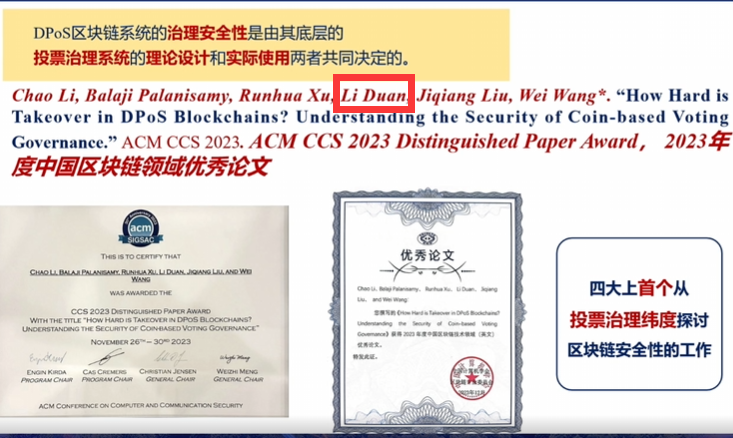 DPoS区块链系统的治理安全性是由其底层的
投票治理系统的理论设计和实际使用两者共同决定的。
Chao Li, Balaji Palanisamy, Runhua Xu, Li Duan, Jiqiang Liu, Wei Wang*. “How Hard is
Takeover in DPoS Blockchains? Understanding the Security of Coin-based Voting
Governance.” ACM CCS 2023. ACM CCS 2023 Distinguished Paper Award， 2023年
度中国区块链领域优秀论文
acm
SIGSAC
THIS IS TO CERTIFY THAT
CHAO LI, BALAJI PALANISAMY, RUNHUA XU, LI DUAN, JIQIANG LIU, AND WEI
WANG
WAS AWARDED THE
CCS 2023 DISTINGUISHED PAPER AWARD
WITH THE TITLE "HOW HARD IS TAKEOVER IN DPOS BLOCKCHAINS?
UNDERSTANDING THE SECURITY OF COINBASED VOTING GOVERNANCE"
NOVEMBER 26TH – 30RD 2023
ENGIN KIRDA CAS CREMERS CHRISTIAN JENSEN WEIZHI MENG
PROGRAM CHAIR PROGRAM CHAIR GENERAL CHAIR GENERAL CHAIR
ACM CONFERENCE ON COMPUTER AND COMMUNICATION SECURITY
优秀论文
Chao Li, Balaji Palanisamy, Runhua Xu, Li Duan, Jiqiang
Liu, and Wei Wang:
您撰写的《How Hard is Takeover in DPoS Blockchains?
Understanding the Security of Coin-based Voting
Governance》获得 2023 年度区块链技术领域（英文）
优秀论文。
特发此证。
2023年12月
四大上首个从
投票治理纬度探讨
区块链安全性的工作